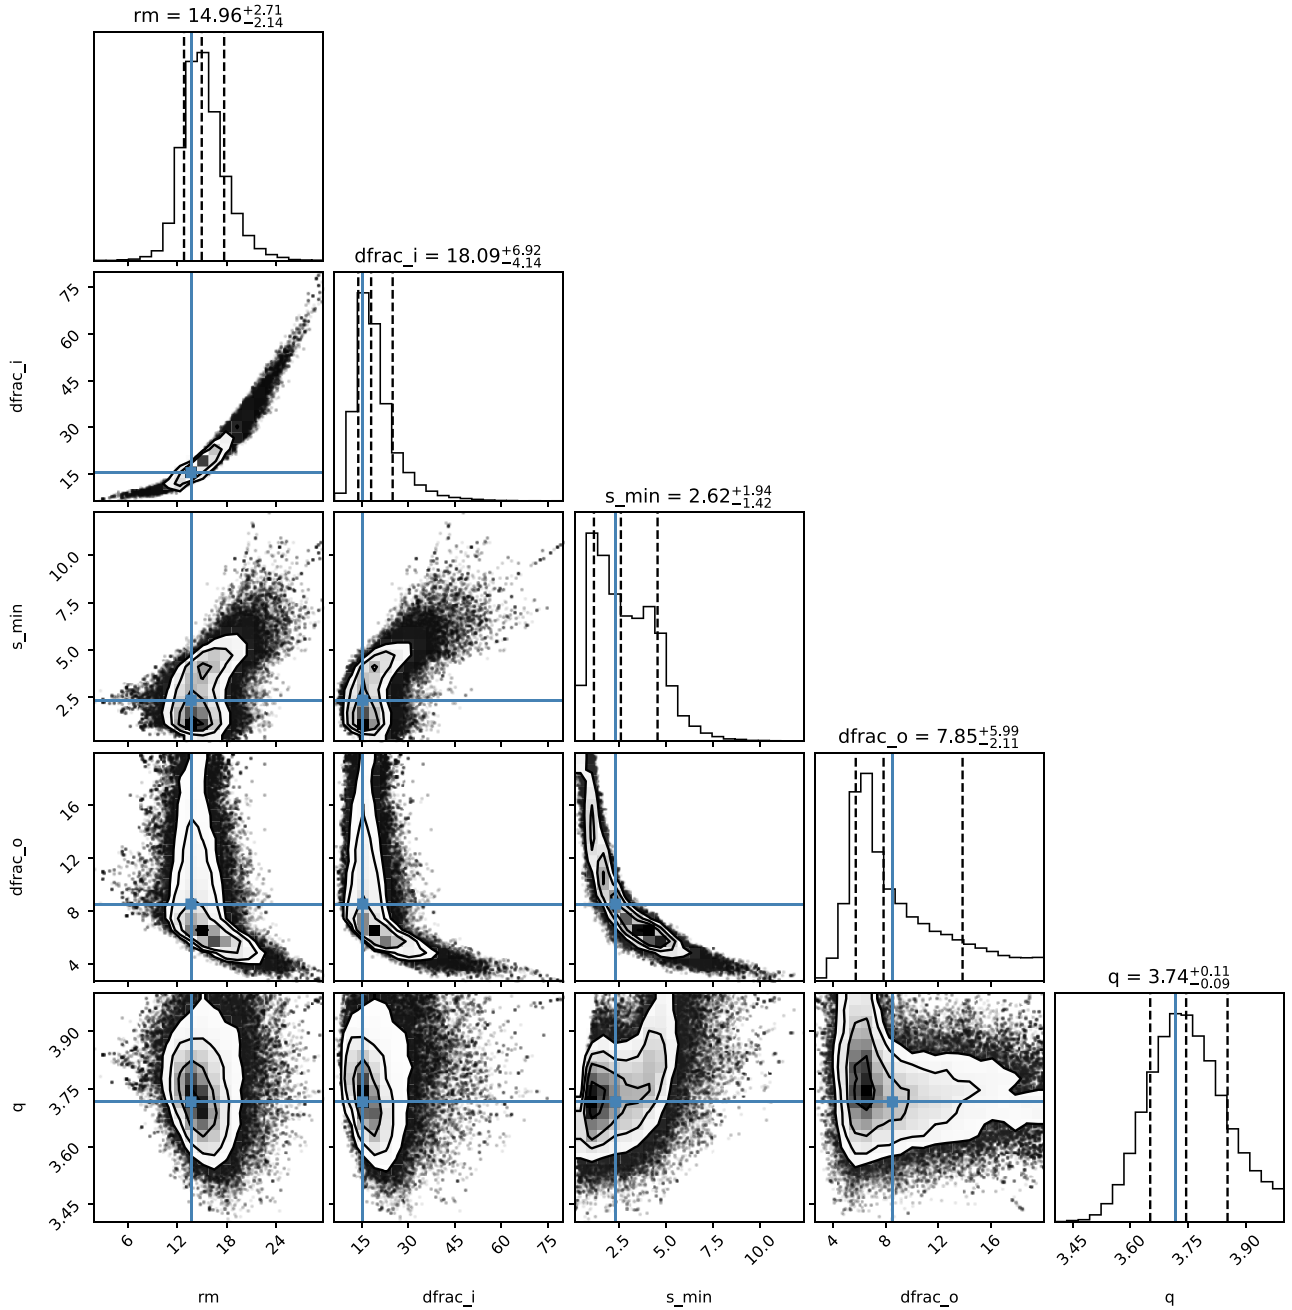 rm = 14.96+2.71−2.14
dfrac_i = 18.09+6.92−4.14
75
60
45
30
15
dfrac_i
s_min = 2.62+1.94−1.42
10.0
7.5
5.0
2.5
s_min
dfrac_o = 7.85+5.99−2.11
16
12
8
4
dfrac_o
q = 3.74+0.11−0.09
3.90
3.75
3.60
3.45
q
6 12 18 24 15 30 45 60 75 2.5 5.0 7.5 10.0 4 8 12 16 3.45 3.60 3.75 3.90
rm dfrac_i s_min dfrac_o q